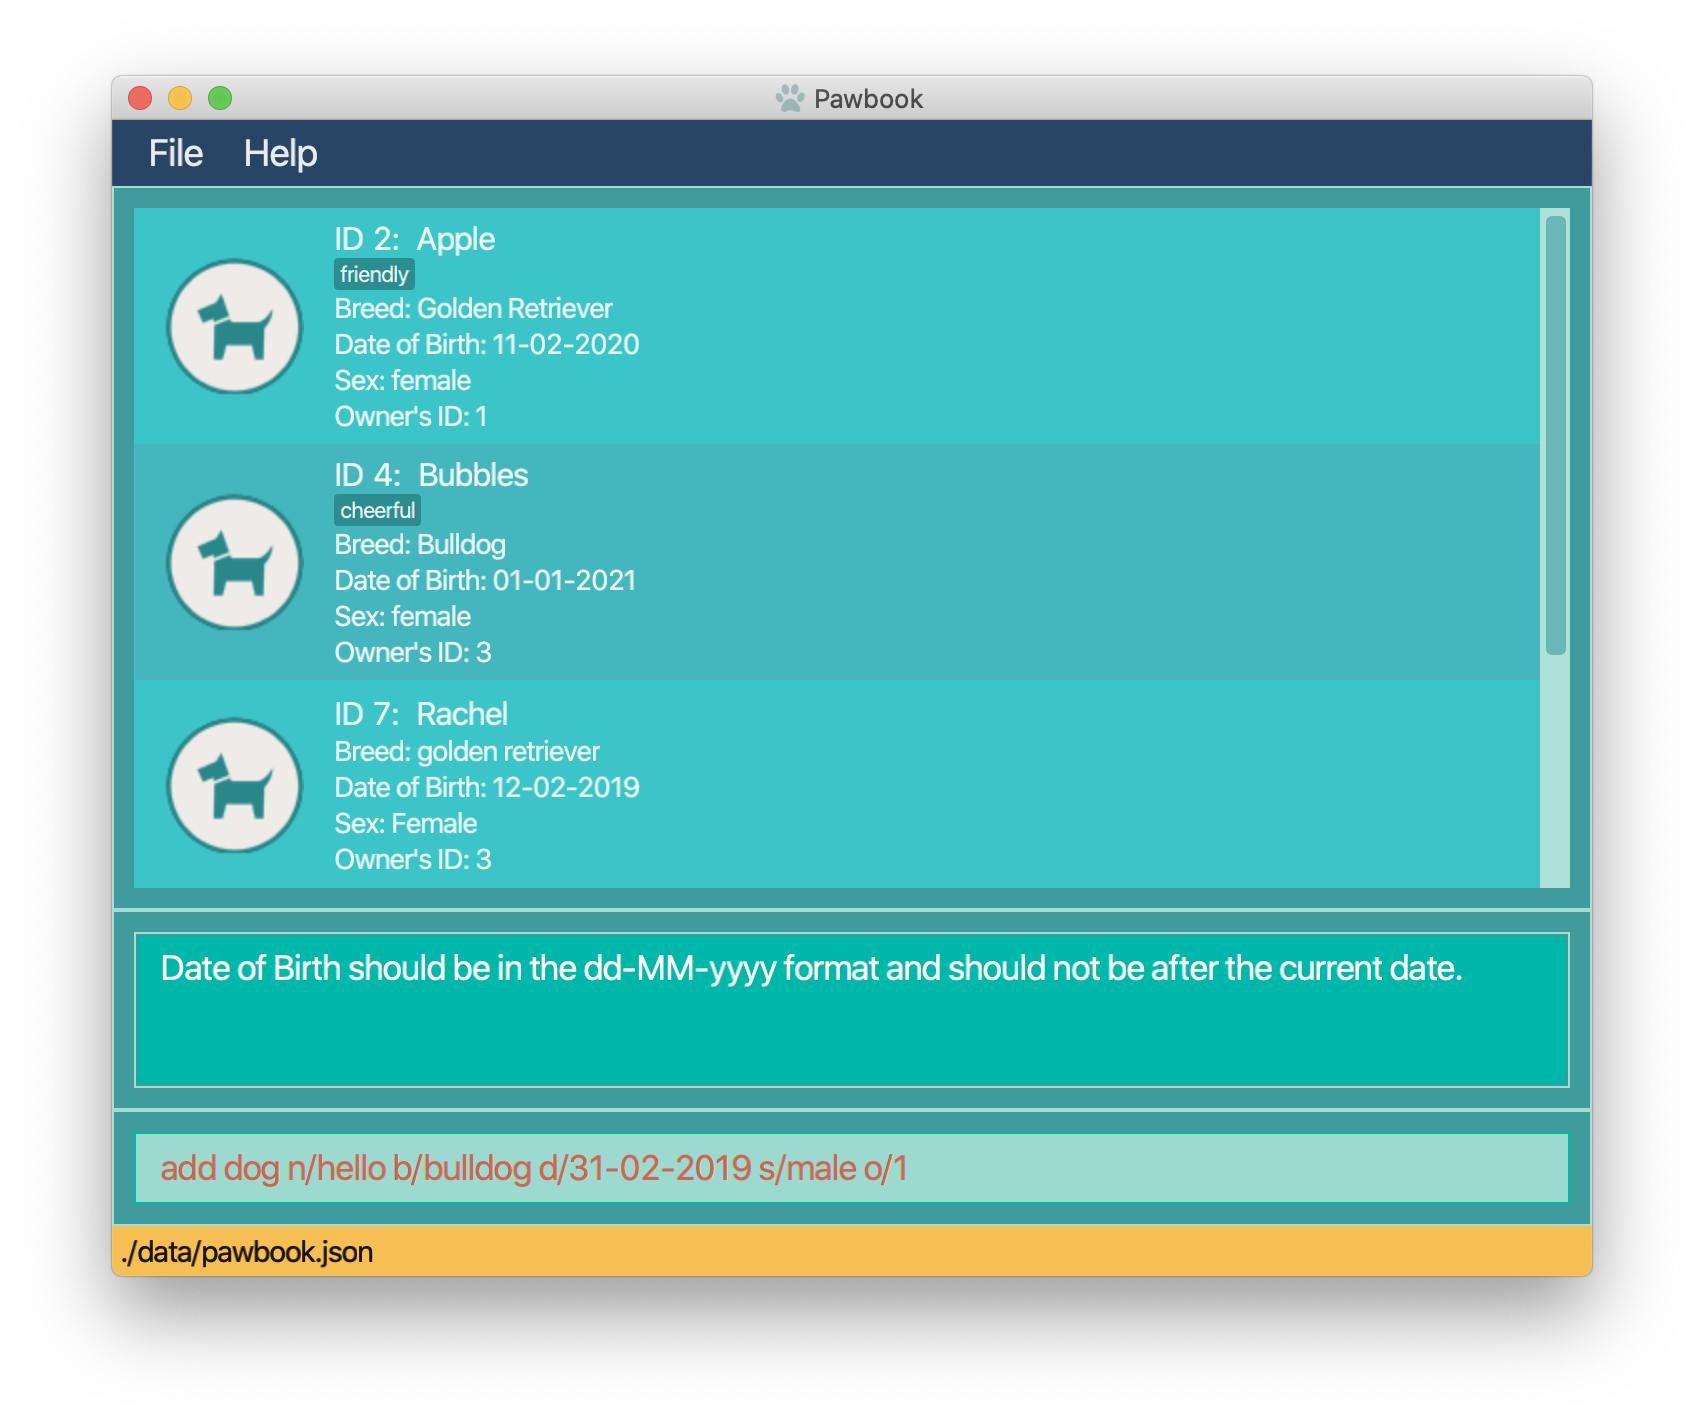 Pawbook
File Help
ID 2: Apple
friendly
Breed: Golden Retriever
Date of Birth: 11-02-2020
Sex: female
Owner's ID: 1
ID 4: Bubbles
cheerful
Breed: Bulldog
Date of Birth: 01-01-2021
Sex: female
Owner's ID: 3
ID 7: Rachel
Breed: golden retriever
Date of Birth: 12-02-2019
Sex: Female
Owner's ID: 3
Date of Birth should be in the dd-MM-yyyy format and should not be after the current date.
add dog n/hello b/bulldog d/31-02-2019 s/male o/1
./data/pawbook.json